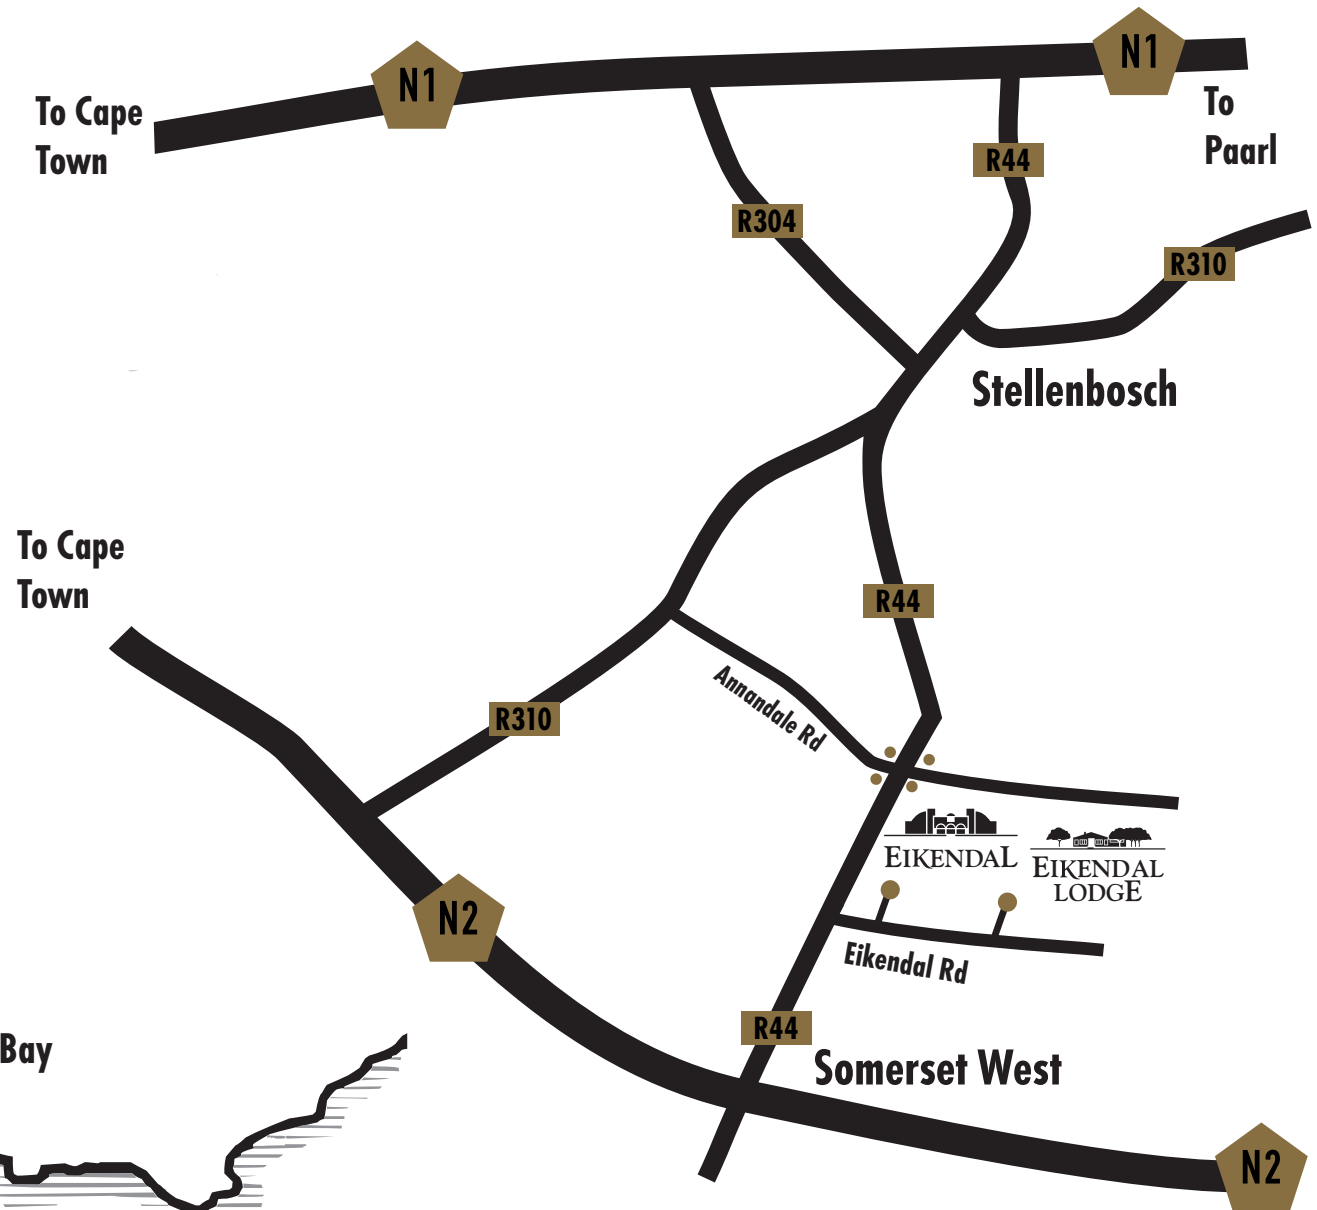 N1
N1
To Cape
Town
To
Paarl
R44
R304
R310
Stellenbosch
To Cape
Town
R44
Annandale Rd
R310
EIKENDAL
EIKENDAL
LODGE
N2
Eikendal Rd
R44
Bay
Somerset West
N2